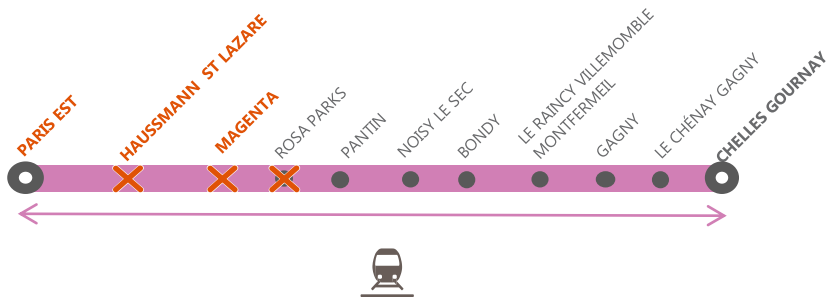 PARIS EST
HAUSSMANN ST LAZARE
MAGENTA
ROSA PARKS
PANTIN
NOISY LE SEC
BONDY
LE RAINCY VILLEMOMBLE
MONTFERMEIL
GAGNY
LE CHÉNAY GAGNY
CHELLES GOURNAY